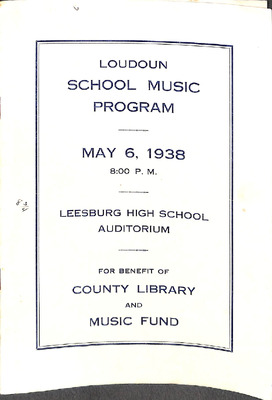 LOUDOUN
SCHOOL MUSIC
PROGRAM
MAY 6, 1938
8:00 P. M.
LEESBURG HIGH SCHOOL
AUDITORIUM
FOR BENEFIT OF
COUNTY LIBRARY
AND
MUSIC FUND